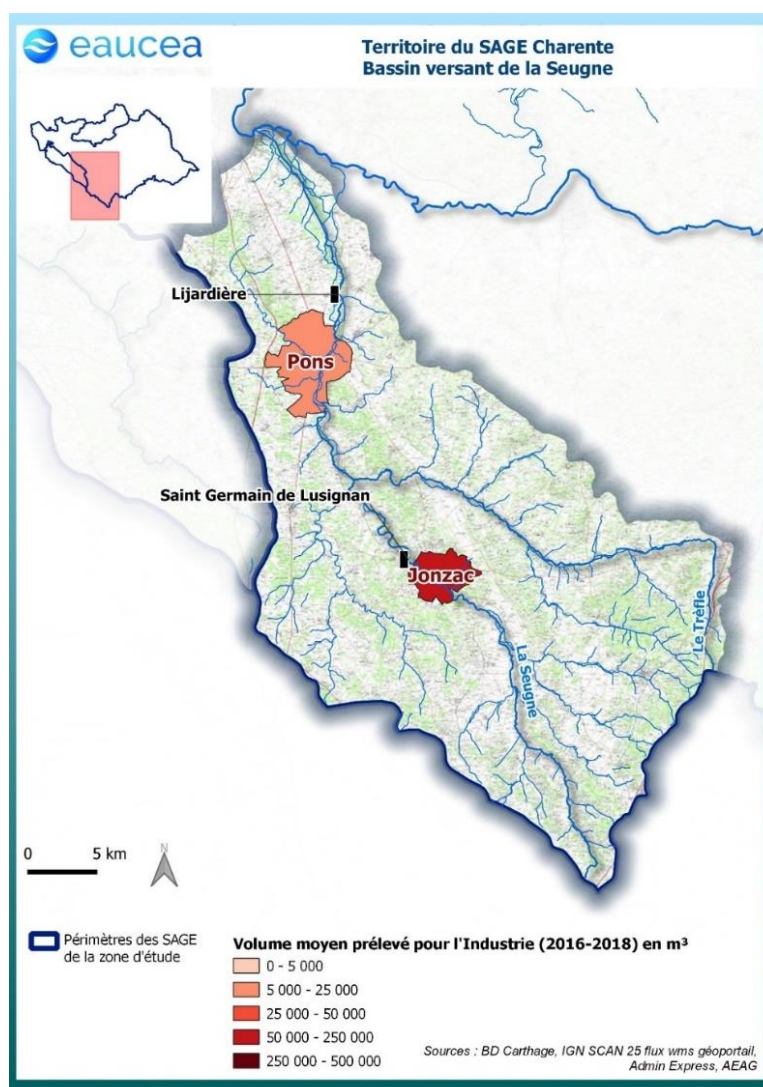 eaucea
Territoire du SAGE Charente
Bassin versant de la Seugne
Lijardière
Pons
Saint Germain de Lusignan
Jonzac
La Seugne
Le Trèfle
0 5 km
N
Périmètres des SAGE
de la zone d'étude
Volume moyen prélevé pour l'Industrie (2016-2018) en m³
0 - 5 000
5 000 - 25 000
25 000 - 50 000
50 000 - 250 000
250 000 - 500 000
Sources : BD Carthage, IGN SCAN 25 flux wms géoportail,
Admin Express, AEAG